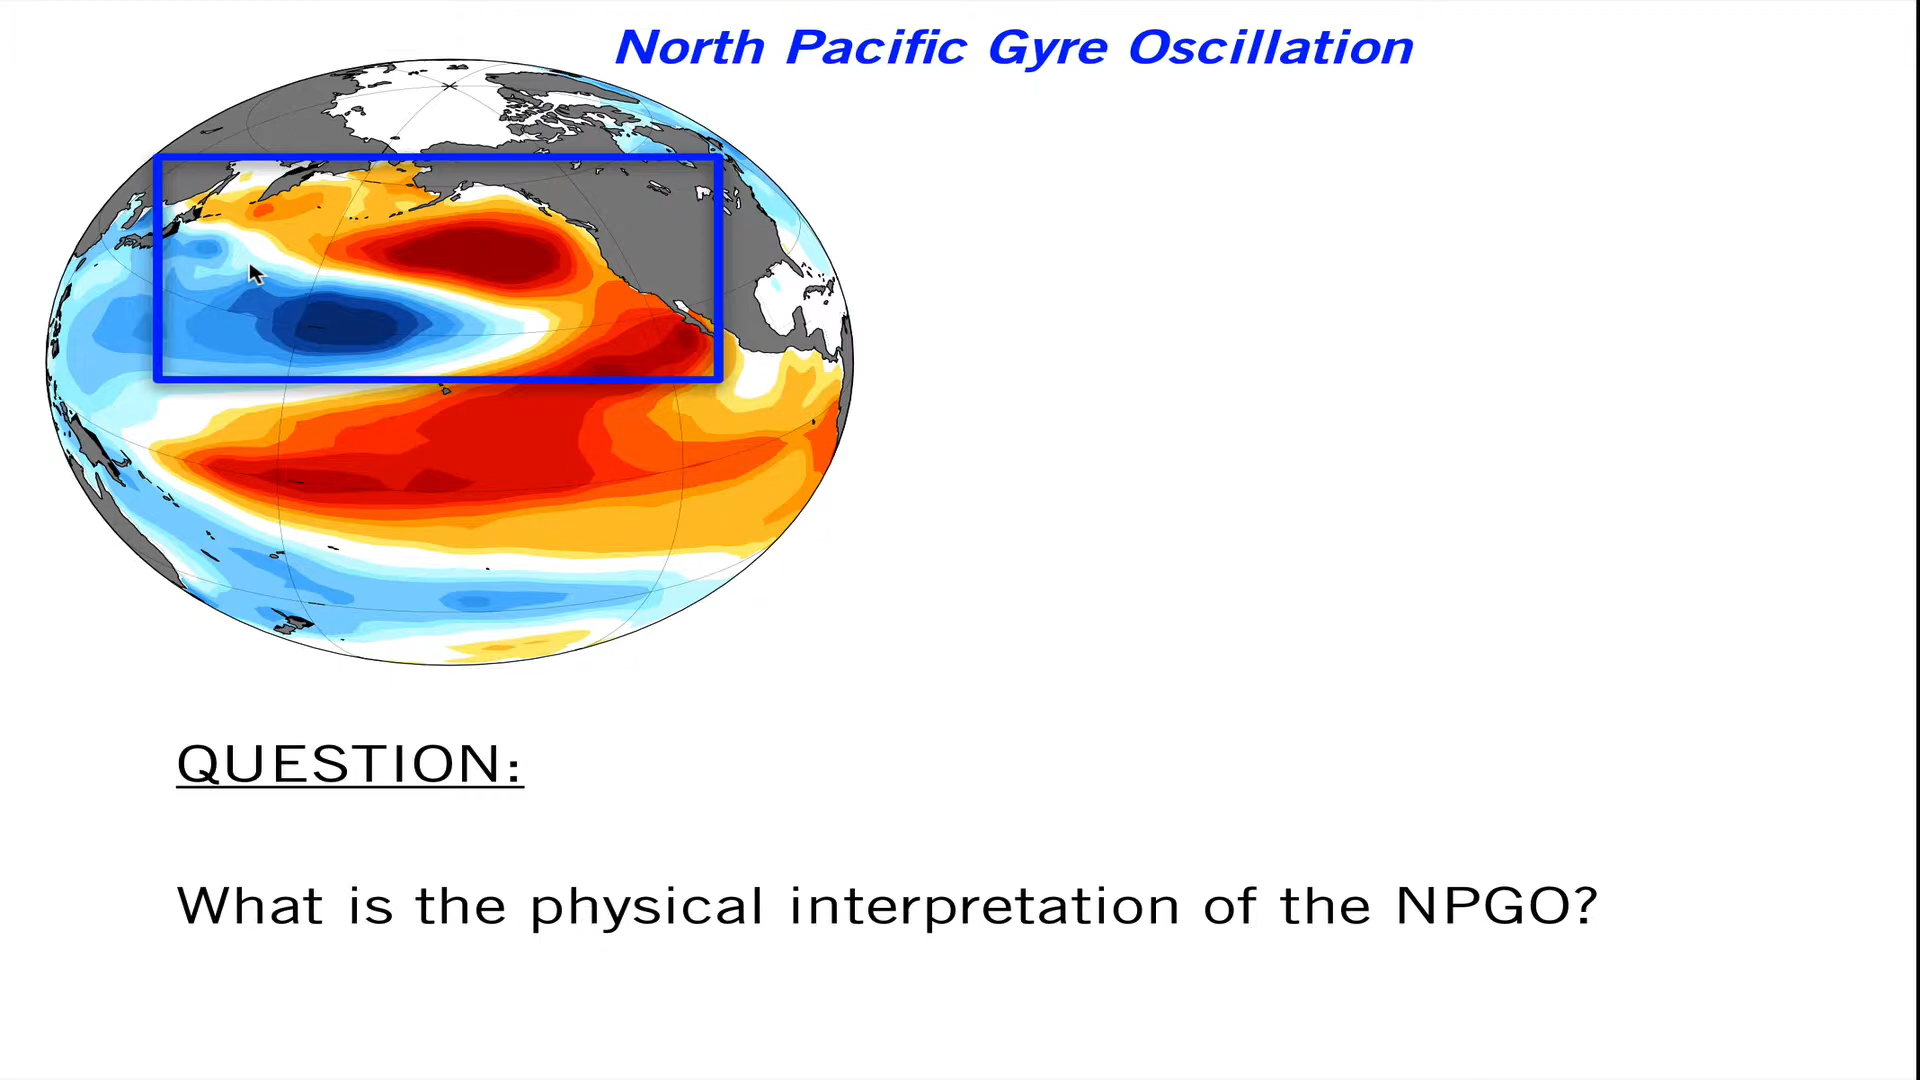 North Pacific Gyre Oscillation
QUESTION:
What is the physical interpretation of the NPGO?